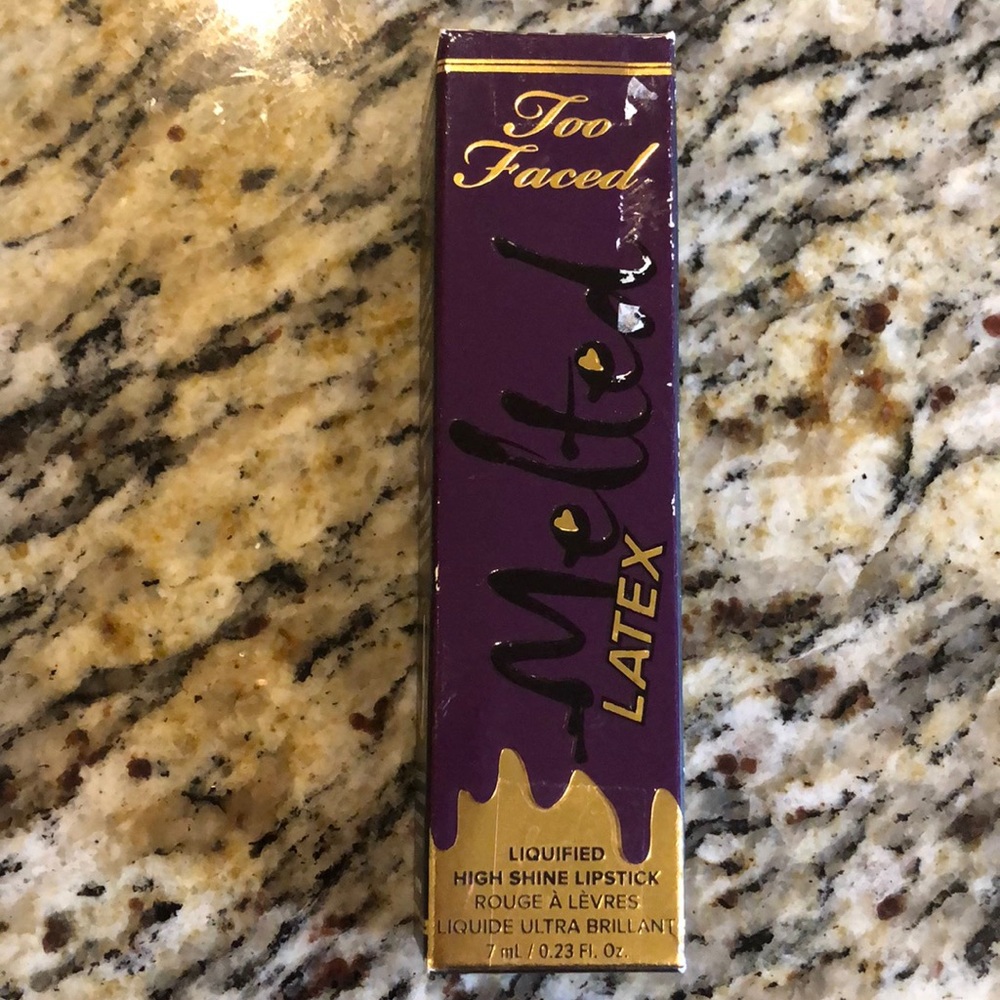 Too
Faced
Melted
LATEX
LIQUIFIED
HIGH SHINE LIPSTICK
ROUGE À LÈVRES
LIQUIDE ULTRA BRILLANT
7 mL / 0.23 Fl. Oz.